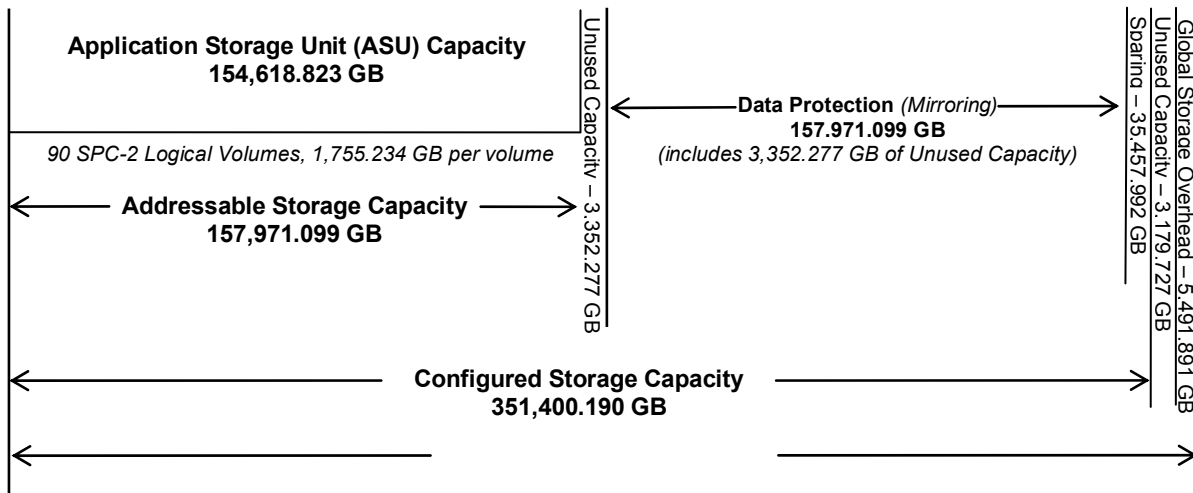 Application Storage Unit (ASU) Capacity
154,618.823 GB
90 SPC-2 Logical Volumes, 1,755.234 GB per volume
Addressable Storage Capacity
157,971.099 GB
Unused Capacity – 3,352.277 GB
Data Protection (Mirroring)
157.971.099 GB
(includes 3,352.277 GB of Unused Capacity)
Sparing – 35,457.992 GB
Unused Capacity – 3,179.727 GB
Global Storage Overhead – 5,491.891 GB
Configured Storage Capacity
351,400.190 GB